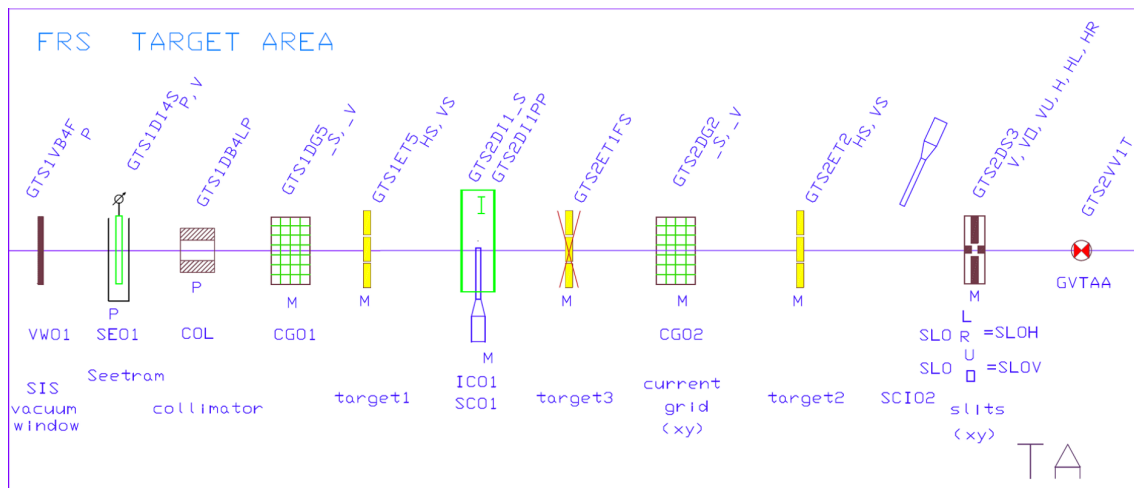 FRS TARGET AREA
GTS1VB4F
P
GTS1DI4S
P, V
GTS1DB4LP
GTS1DG5
_S, _V
GTS1ET5
HS, VS
GTS2DI1_S
GTS2DI1PP
GTS2ET1FS
GTS2DG2
_S, _V
GTS2ET2
HS, VS
GTS2DS3
V, VO, VU, H, HL, HR
GTS2VV1T
I
P
P
M
M
M
M
M
M
M
GVTAA
VW01
SE01
COL
CG01
IC01
SC01
CG02
SLO L R =SLOH
SLO U O =SLOV
SIS
vacuum
window
Seetram
collimator
target1
target3
current
grid
(xy)
target2
SCI02
slits
(xy)
TA